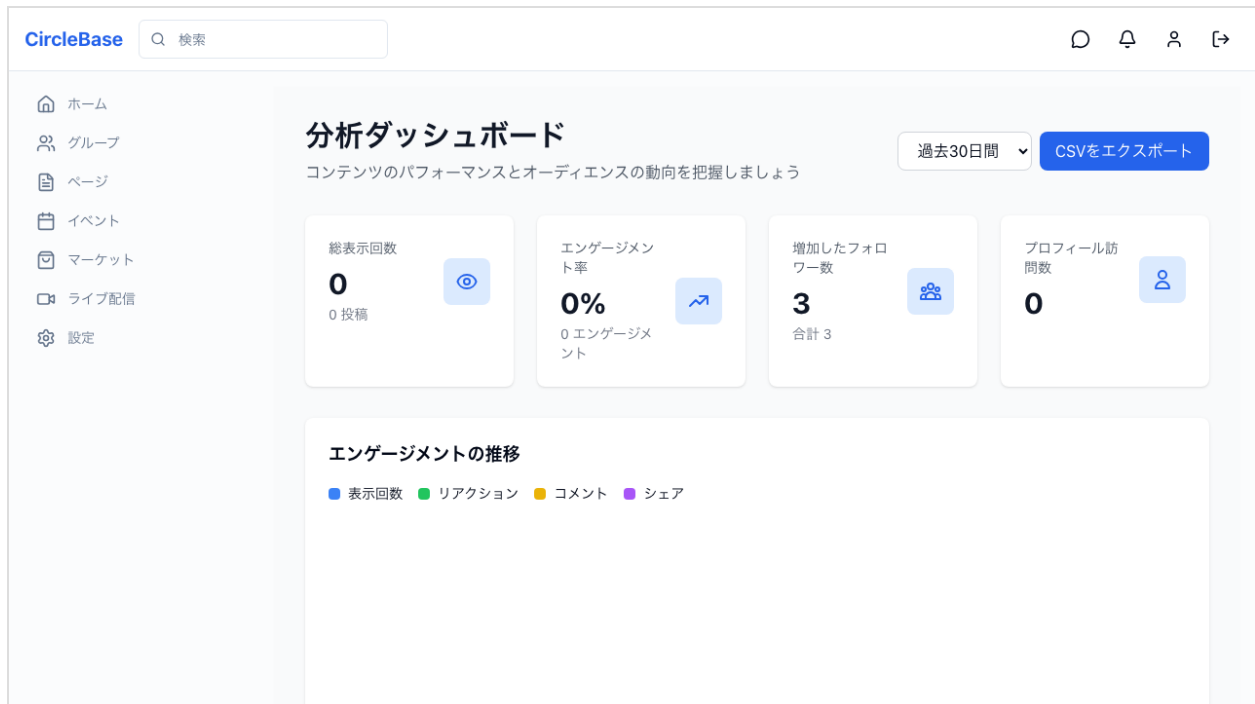 CircleBase
検索
ホーム
グループ
ページ
イベント
マーケット
ライブ配信
設定
分析ダッシュボード
コンテンツのパフォーマンスとオーディエンスの動向を把握しましょう
過去30日間
CSVをエクスポート
総表示回数
0
0 投稿
エンゲージメン
ト率
0%
0 エンゲージメ
ント
増加したフォロ
ワー数
3
合計 3
プロフィール訪
問数
0
エンゲージメントの推移
表示回数 リアクション コメント シェア